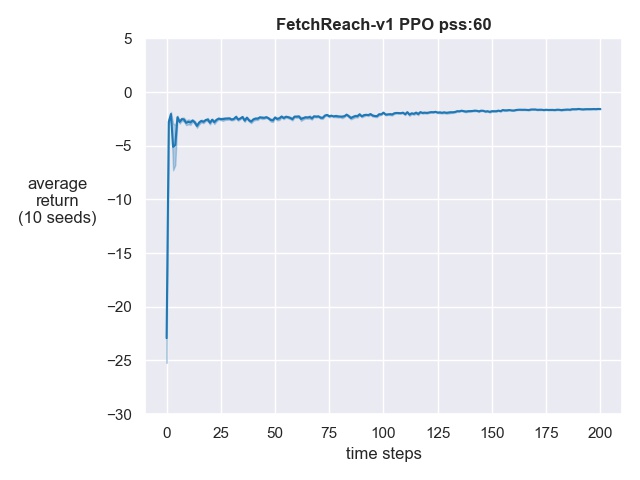 FetchReach-v1 PPO pss:60
5
0
−5
−10
−15
−20
−25
−30
average
return
(10 seeds)
0 25 50 75 100 125 150 175 200
time steps